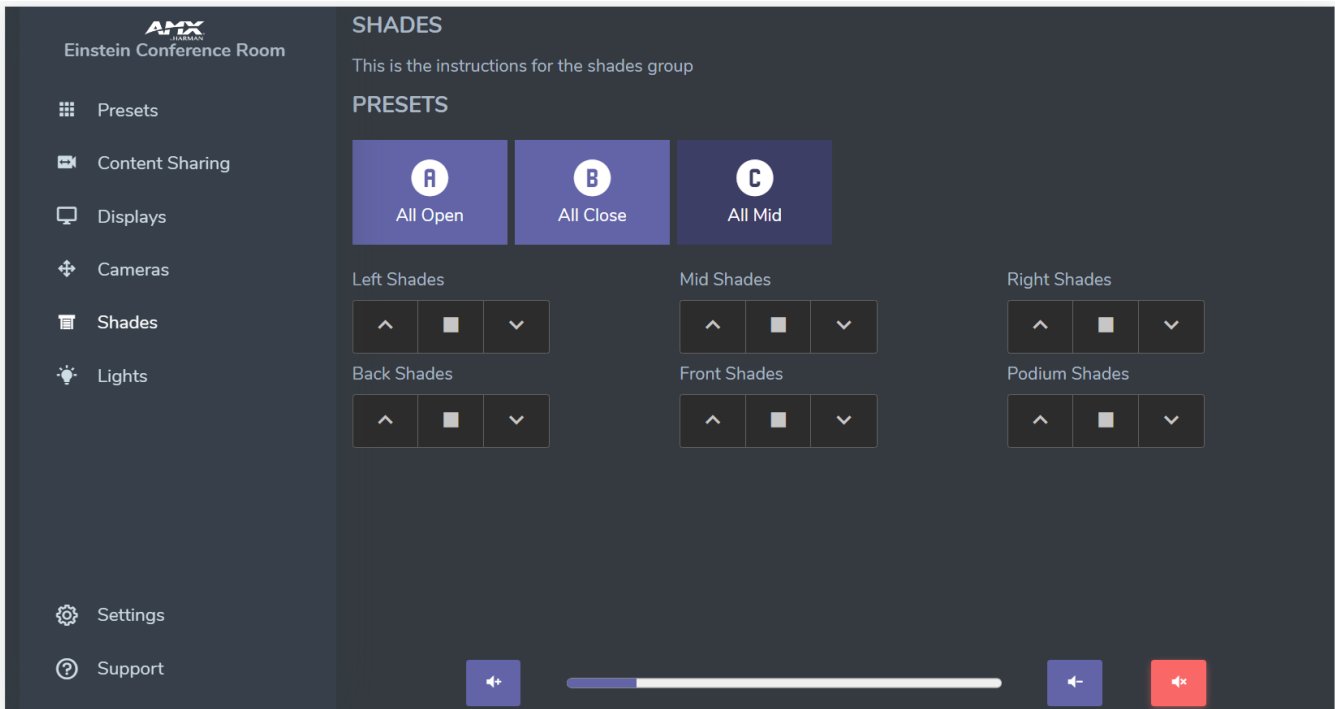 AMX
HARMAN
Einstein Conference Room
Presets
Content Sharing
Displays
Cameras
Shades
Lights
Settings
Support
SHADES
This is the instructions for the shades group
PRESETS
A
All Open
B
All Close
C
All Mid
Left Shades
Mid Shades
Right Shades
Back Shades
Front Shades
Podium Shades